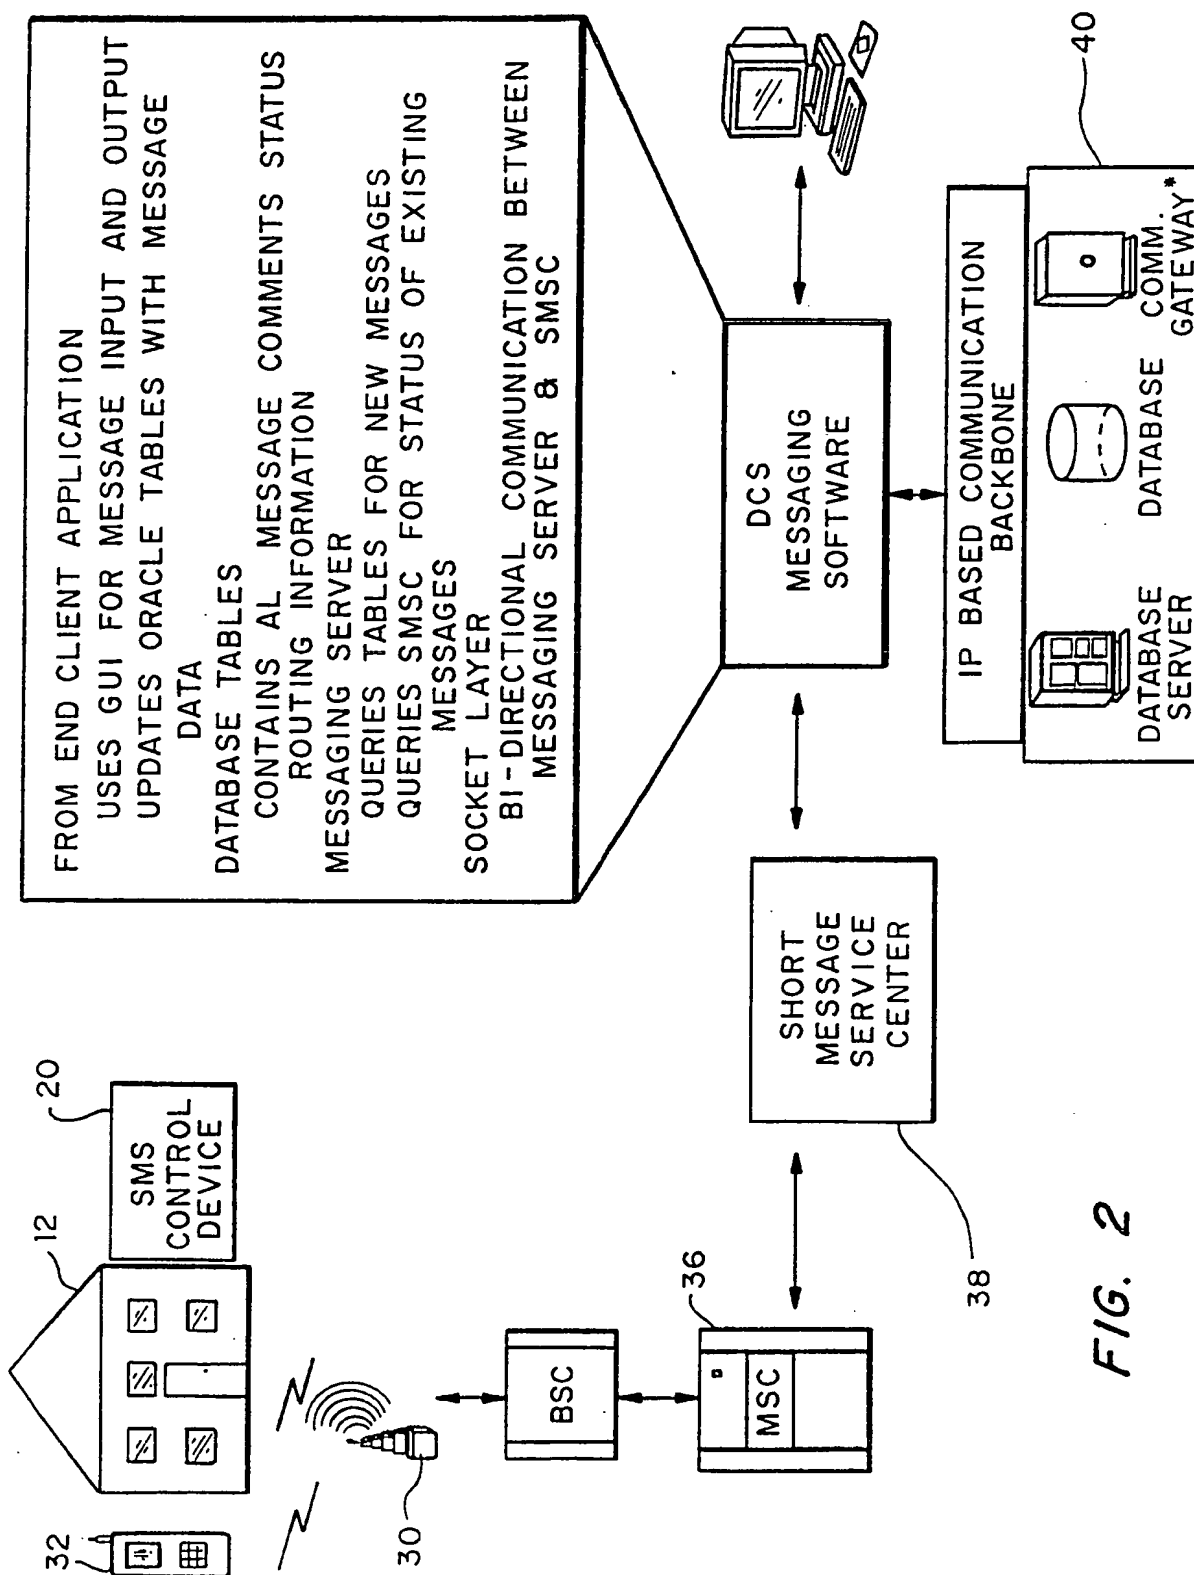 FROM END CLIENT APPLICATION
USES GUI FOR MESSAGE INPUT AND OUTPUT
UPDATES ORACLE TABLES WITH MESSAGE
DATA
DATABASE TABLES
CONTAINS AL MESSAGE COMMENTS STATUS
ROUTING INFORMATION
MESSAGING SERVER
QUERIES TABLES FOR NEW MESSAGES
QUERIES SMSC FOR STATUS OF EXISTING
MESSAGES
SOCKET LAYER
BI-DIRECTIONAL COMMUNICATION BETWEEN
MESSAGING SERVER & SMSC
32
12
20
SMS
CONTROL
DEVICE
30
BSC
36
MSC
SHORT
MESSAGE
SERVICE
CENTER
38
DCS
MESSAGING
SOFTWARE
IP BASED COMMUNICATION
BACKBONE
40
DATABASE
SERVER
DATABASE
COMM.
GATEWAY*
FIG. 2